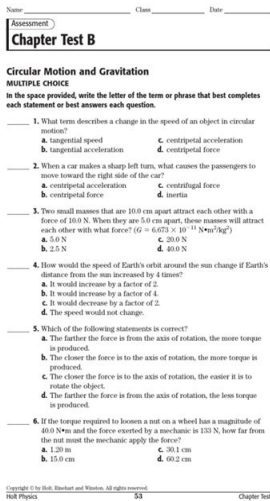 Name Class Date
Assessment
Chapter Test B
Circular Motion and Gravitation
MULTIPLE CHOICE
In the space provided, write the letter of the term or phrase that best completes
each statement or best answers each question.
1. What term describes a change in the speed of an object in circular
motion?
a. tangential speed c. centripetal acceleration
b. tangential acceleration d. centripetal force
2. When a car makes a sharp left turn, what causes the passengers to
move toward the right side of the car?
a. centripetal acceleration c. centrifugal force
b. centripetal force d. inertia
3. Two small masses that are 10.0 cm apart attract each other with a
force of 10.0 N. When they are 5.0 cm apart, these masses will attract
each other with what force? (G = 6.673 × 10⁻¹¹ N•m²/kg²)
a. 5.0 N c. 20.0 N
b. 2.5 N d. 40.0 N
4. How would the speed of Earth's orbit around the sun change if Earth's
distance from the sun increased by 4 times?
a. It would increase by a factor of 2.
b. It would increase by a factor of 4.
c. It would decrease by a factor of 2.
d. The speed would not change.
5. Which of the following statements is correct?
a. The farther the force is from the axis of rotation, the more torque
is produced.
b. The closer the force is to the axis of rotation, the more torque is
produced.
c. The closer the force is to the axis of rotation, the easier it is to
rotate the object.
d. The farther the force is from the axis of rotation, the less torque
is produced.
6. If the torque required to loosen a nut on a wheel has a magnitude of
40.0 N•m and the force exerted by a mechanic is 133 N, how far from
the nut must the mechanic apply the force?
a. 1.20 m c. 30.1 cm
b. 15.0 cm d. 60.2 cm
Copyright © by Holt, Rinehart and Winston. All rights reserved.
Holt Physics 53 Chapter Test